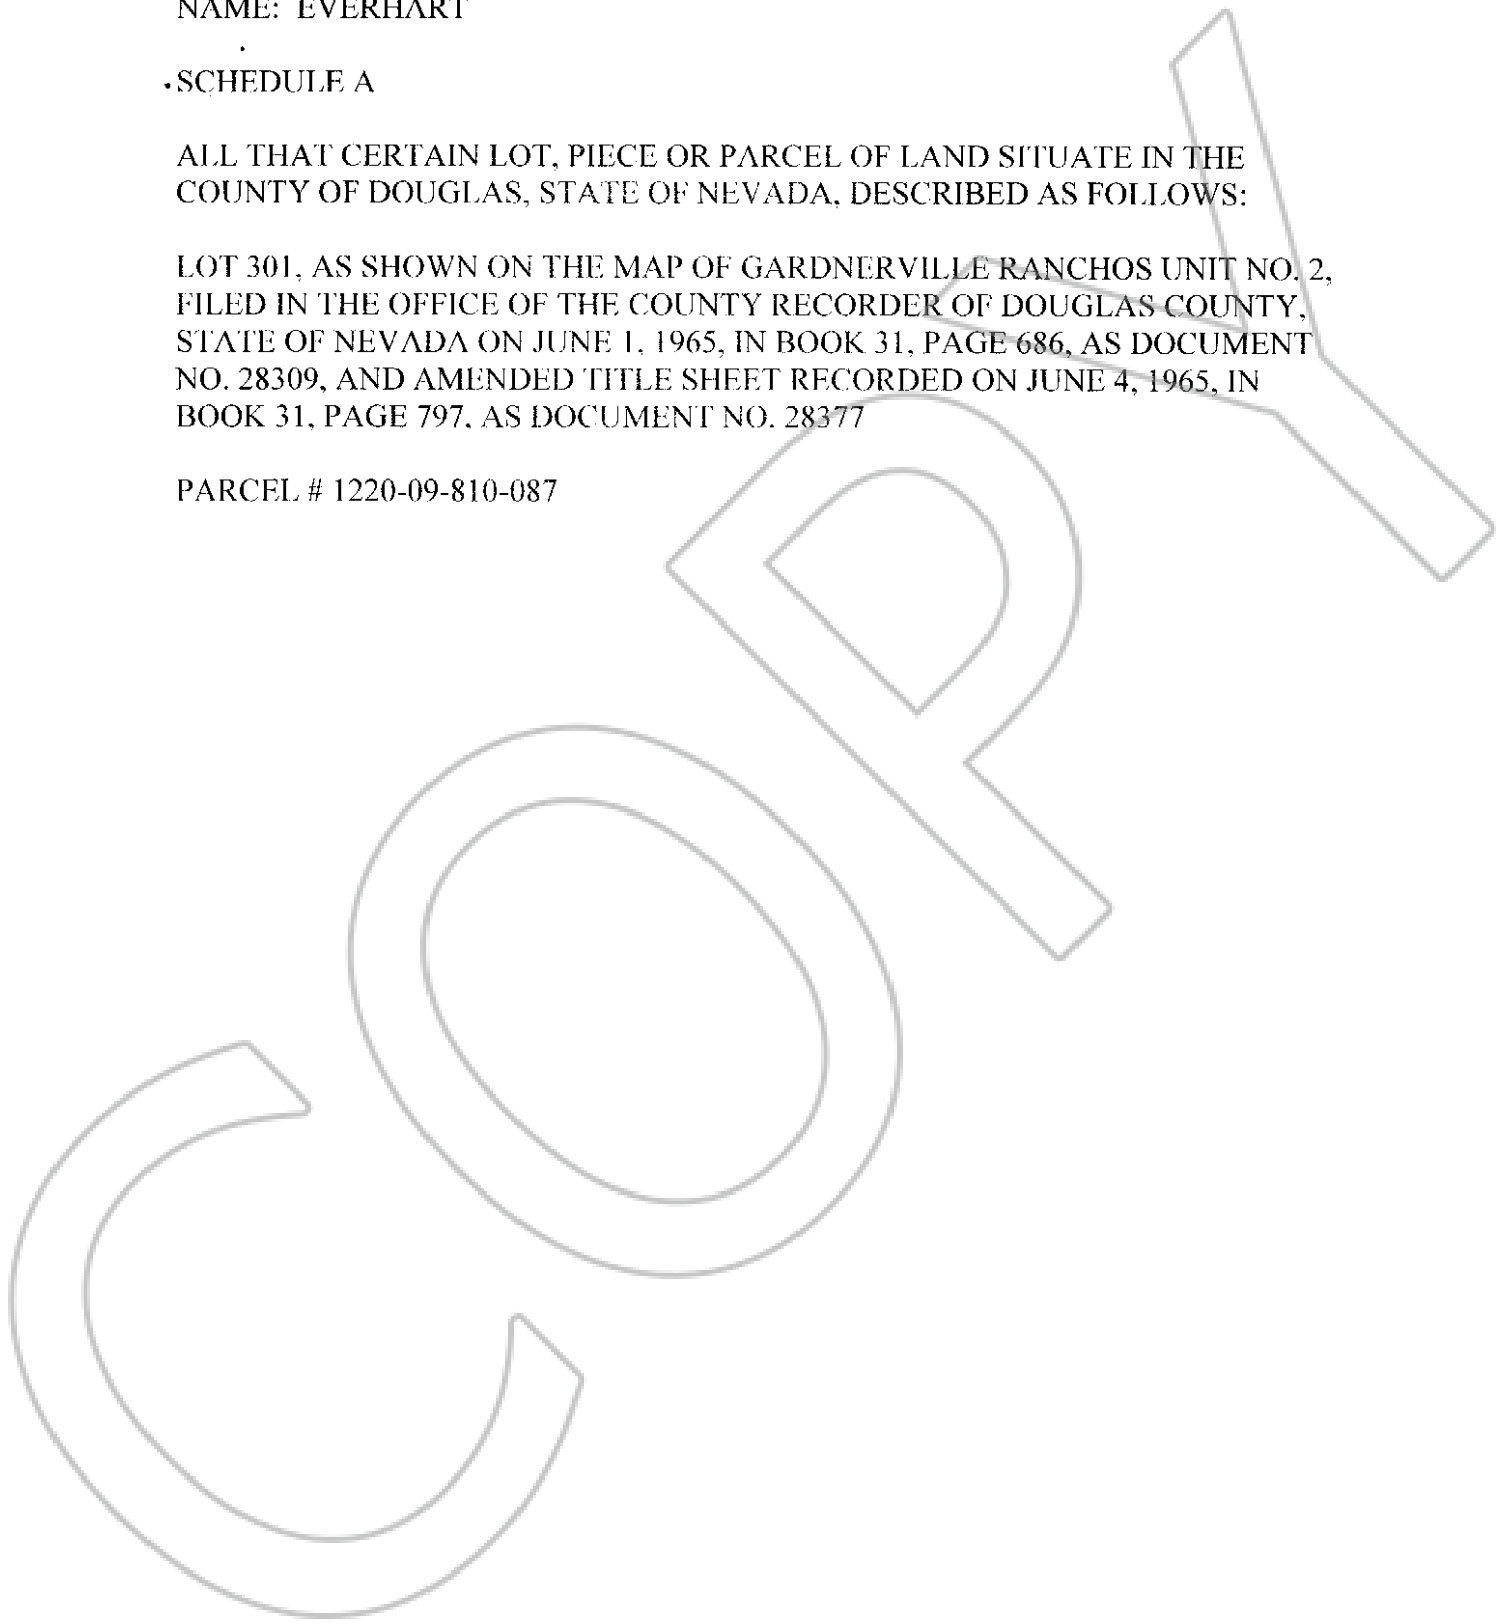 NAME: EVERHART
SCHEDULE A
ALL THAT CERTAIN LOT, PIECE OR PARCEL OF LAND SITUATE IN THE
COUNTY OF DOUGLAS, STATE OF NEVADA, DESCRIBED AS FOLLOWS:
LOT 301, AS SHOWN ON THE MAP OF GARDNERVILLE RANCHOS UNIT NO. 2,
FILED IN THE OFFICE OF THE COUNTY RECORDER OF DOUGLAS COUNTY,
STATE OF NEVADA ON JUNE 1, 1965, IN BOOK 31, PAGE 686, AS DOCUMENT
NO. 28309, AND AMENDED TITLE SHEET RECORDED ON JUNE 4, 1965, IN
BOOK 31, PAGE 797, AS DOCUMENT NO. 28377
PARCEL # 1220-09-810-087
COPY